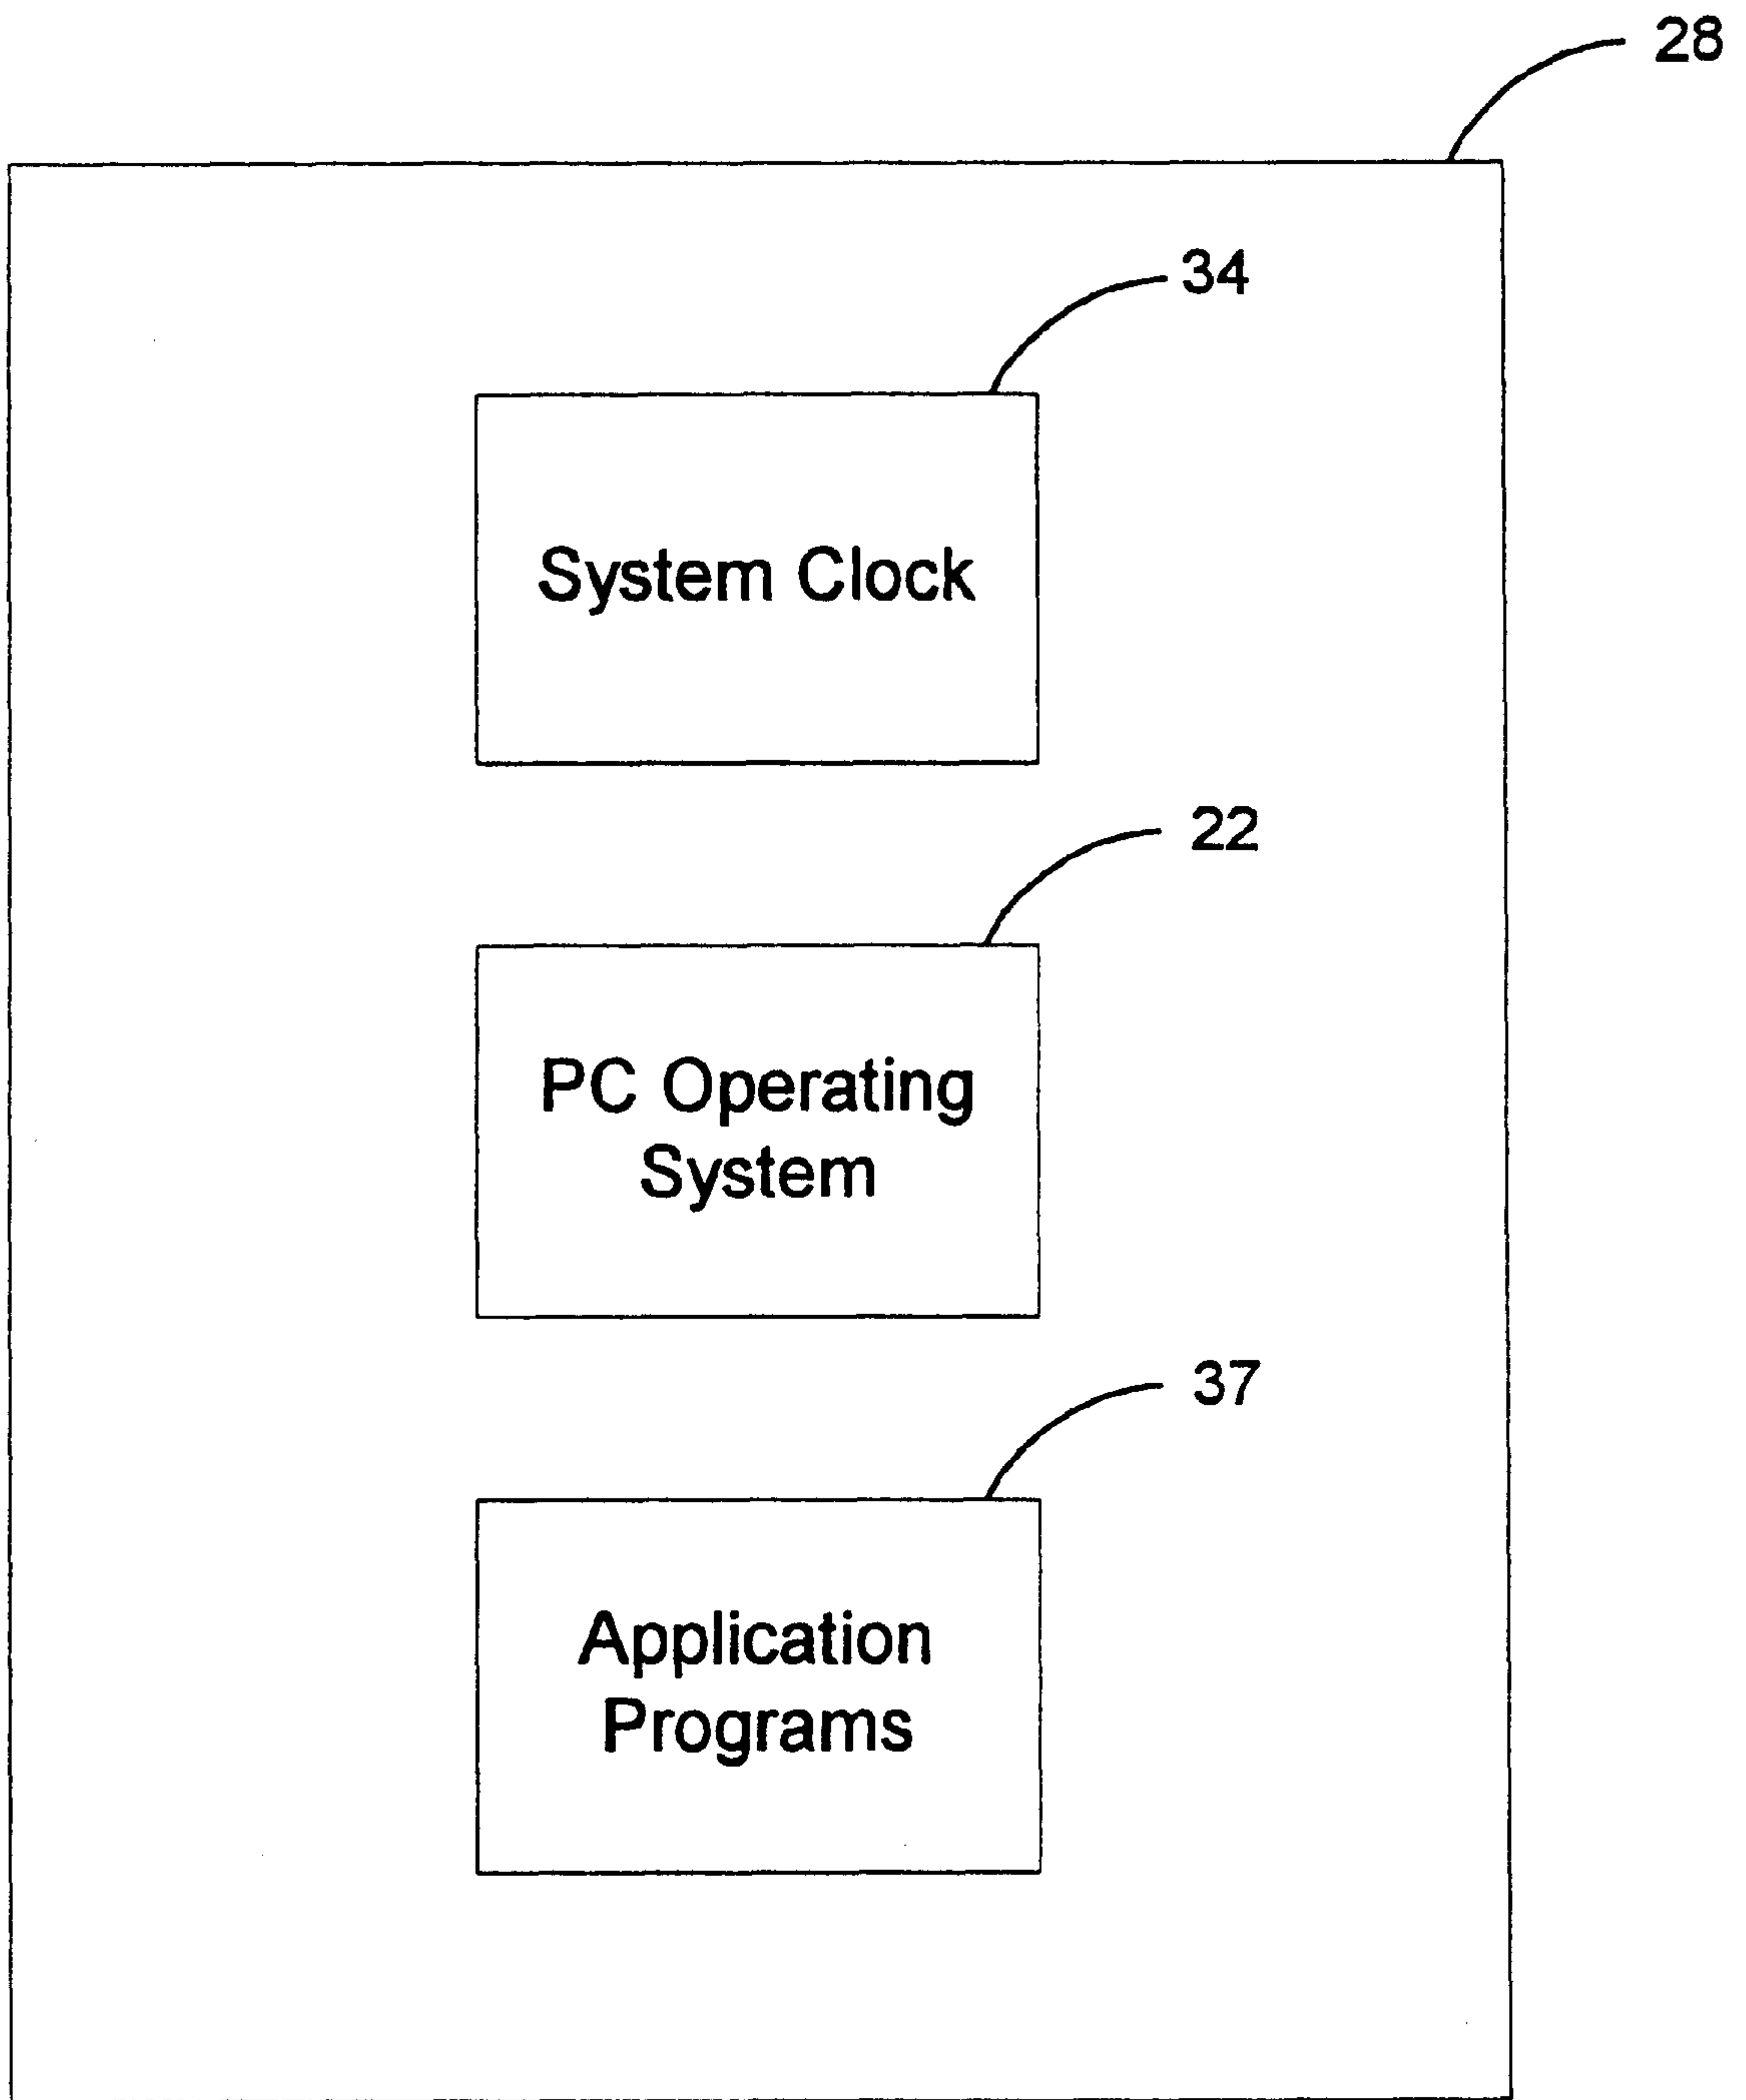 28
34
System Clock
22
PC Operating
System
37
Application
Programs